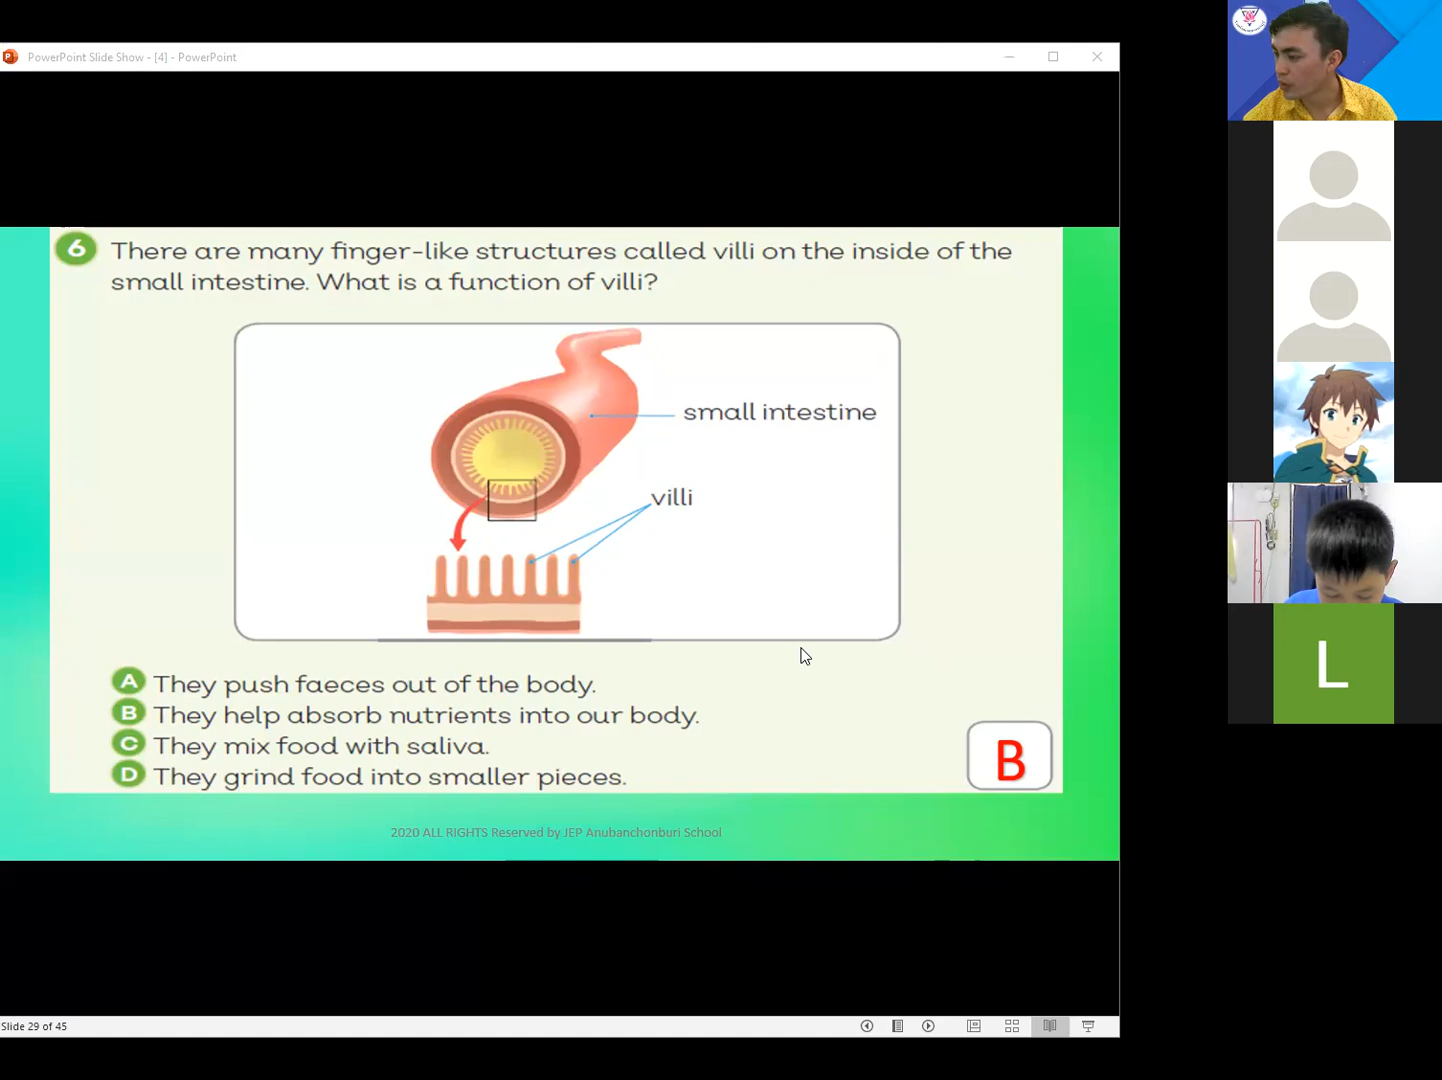 PowerPoint Slide Show - [4] - PowerPoint
6 There are many finger-like structures called villi on the inside of the
small intestine. What is a function of villi?
small intestine
villi
A They push faeces out of the body.
B They help absorb nutrients into our body.
C They mix food with saliva.
D They grind food into smaller pieces.
B
2020 ALL RIGHTS Reserved by JEP Anubanchonburi School
Slide 29 of 45
L